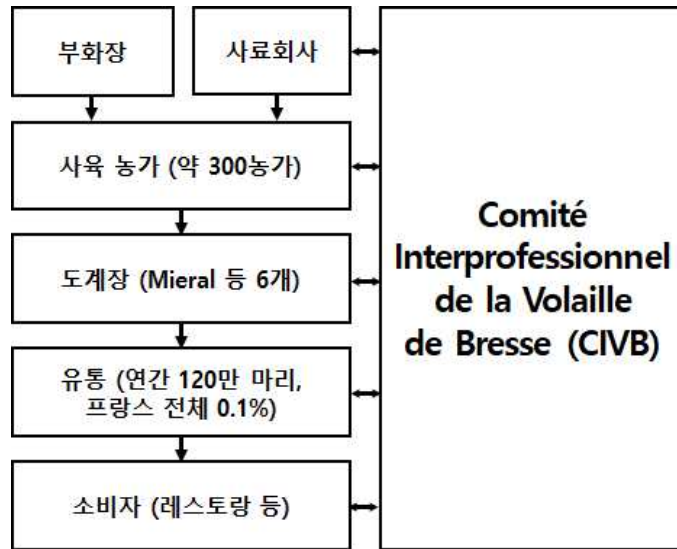 부화장
사료회사
사육 농가 (약 300농가)
도계장 (Mieral 등 6개)
유통 (연간 120만 마리,
프랑스 전체 0.1%)
소비자 (레스토랑 등)
Comité
Interprofessionnel
de la Volaille
de Bresse (CIVB)